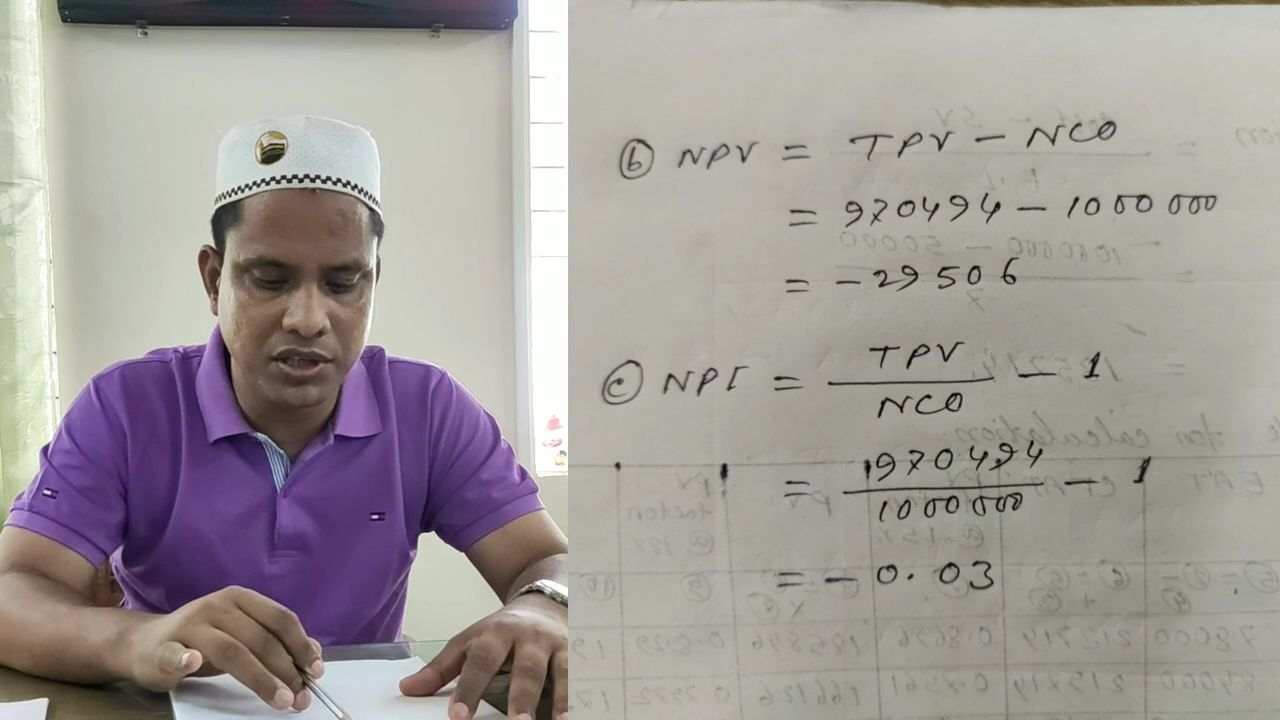 ⓑ NPV = TPV - NCO
= 970494 - 1000000
= - 29506
ⓒ NPI = TPV / NCO - 1
= 970494 / 1000000 - 1
= - 0.03